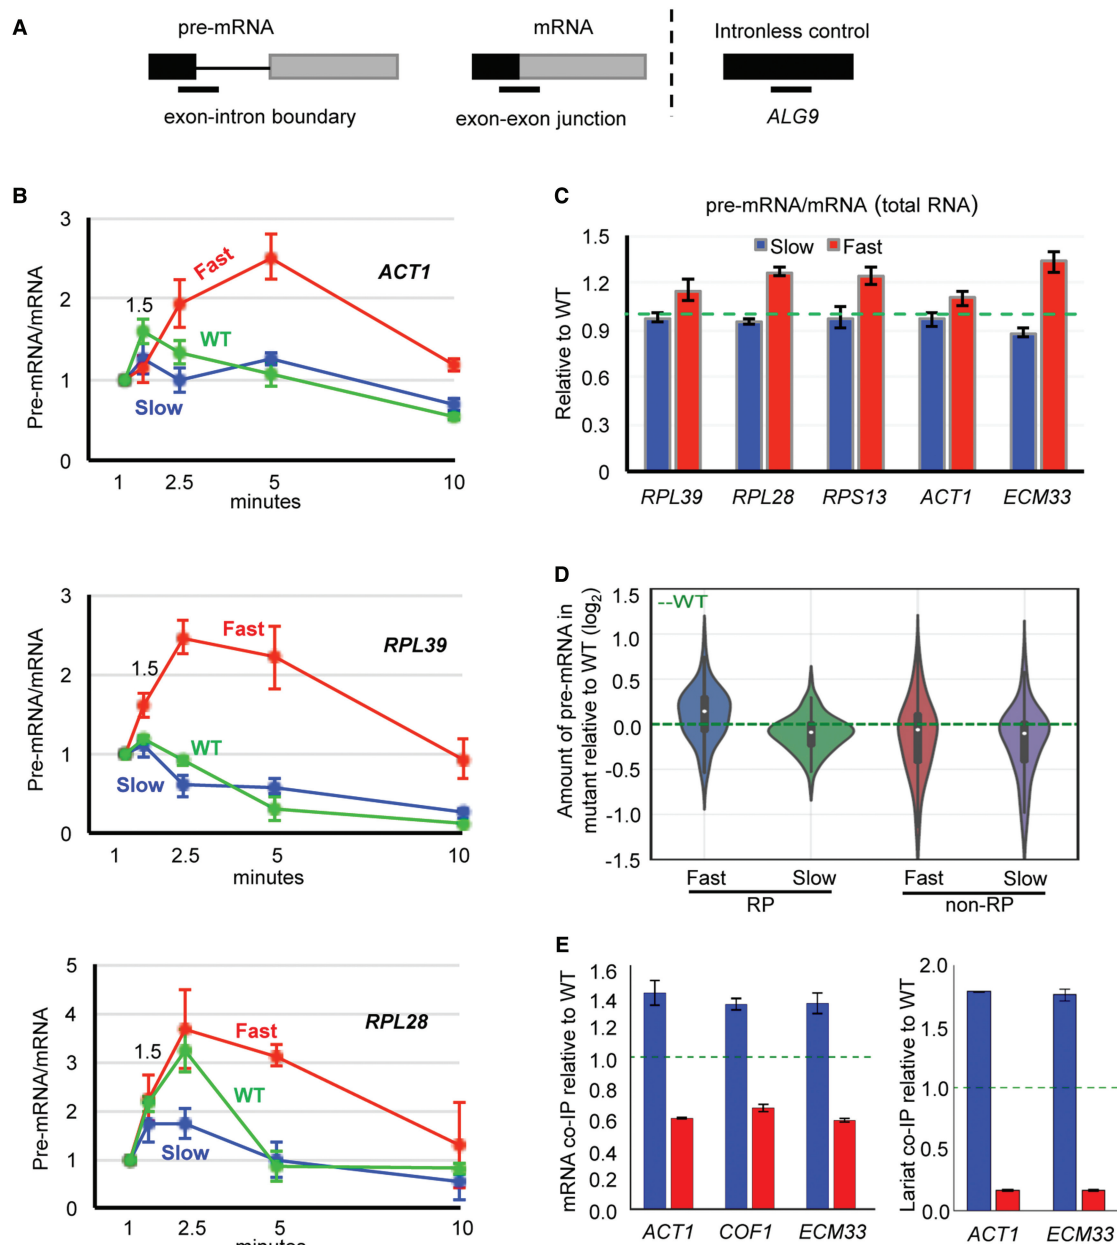 A
pre-mRNA
mRNA
Intronless control
exon-intron boundary
exon-exon junction
ALG9
B
Pre-mRNA/mRNA
3
2
1
0
1.5
Fast
WT
Slow
ACT1
1 2.5 5 10
minutes
Pre-mRNA/mRNA
3
2
1
0
1.5
Fast
WT
Slow
RPL39
1 2.5 5 10
minutes
Pre-mRNA/mRNA
5
4
3
2
1
0
1.5
Fast
WT
Slow
RPL28
1 2.5 5 10
minutes
C
pre-mRNA/mRNA (total RNA)
Slow Fast
Relative to WT
1.5
1.2
0.9
0.6
0.3
0
RPL39 RPL28 RPS13 ACT1 ECM33
D
Amount of pre-mRNA in
mutant relative to WT (log2)
--WT
1.5
1.0
0.5
0.0
-0.5
-1.0
-1.5
Fast Slow Fast Slow
RP non-RP
E
mRNA co-IP relative to WT
1.6
1.4
1.2
1.0
0.8
0.6
0.4
0.2
0.0
ACT1 COF1 ECM33
Lariat co-IP relative to WT
2.0
1.5
1.0
0.5
0.0
ACT1 ECM33